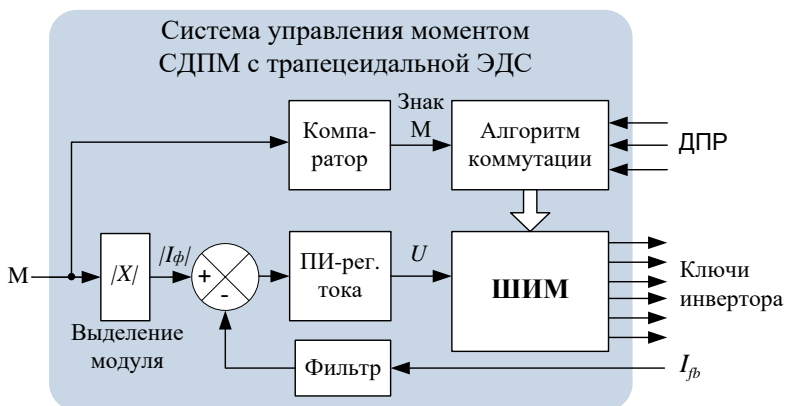 Система управления моментом
СДПМ с трапецеидальной ЭДС
Компа-
ратор
Знак
М
Алгоритм
коммутации
ДПР
М
|X|
|Iф|
+
-
ПИ-рег.
тока
U
ШИМ
Ключи
инвертора
Выделение
модуля
Фильтр
Ifb